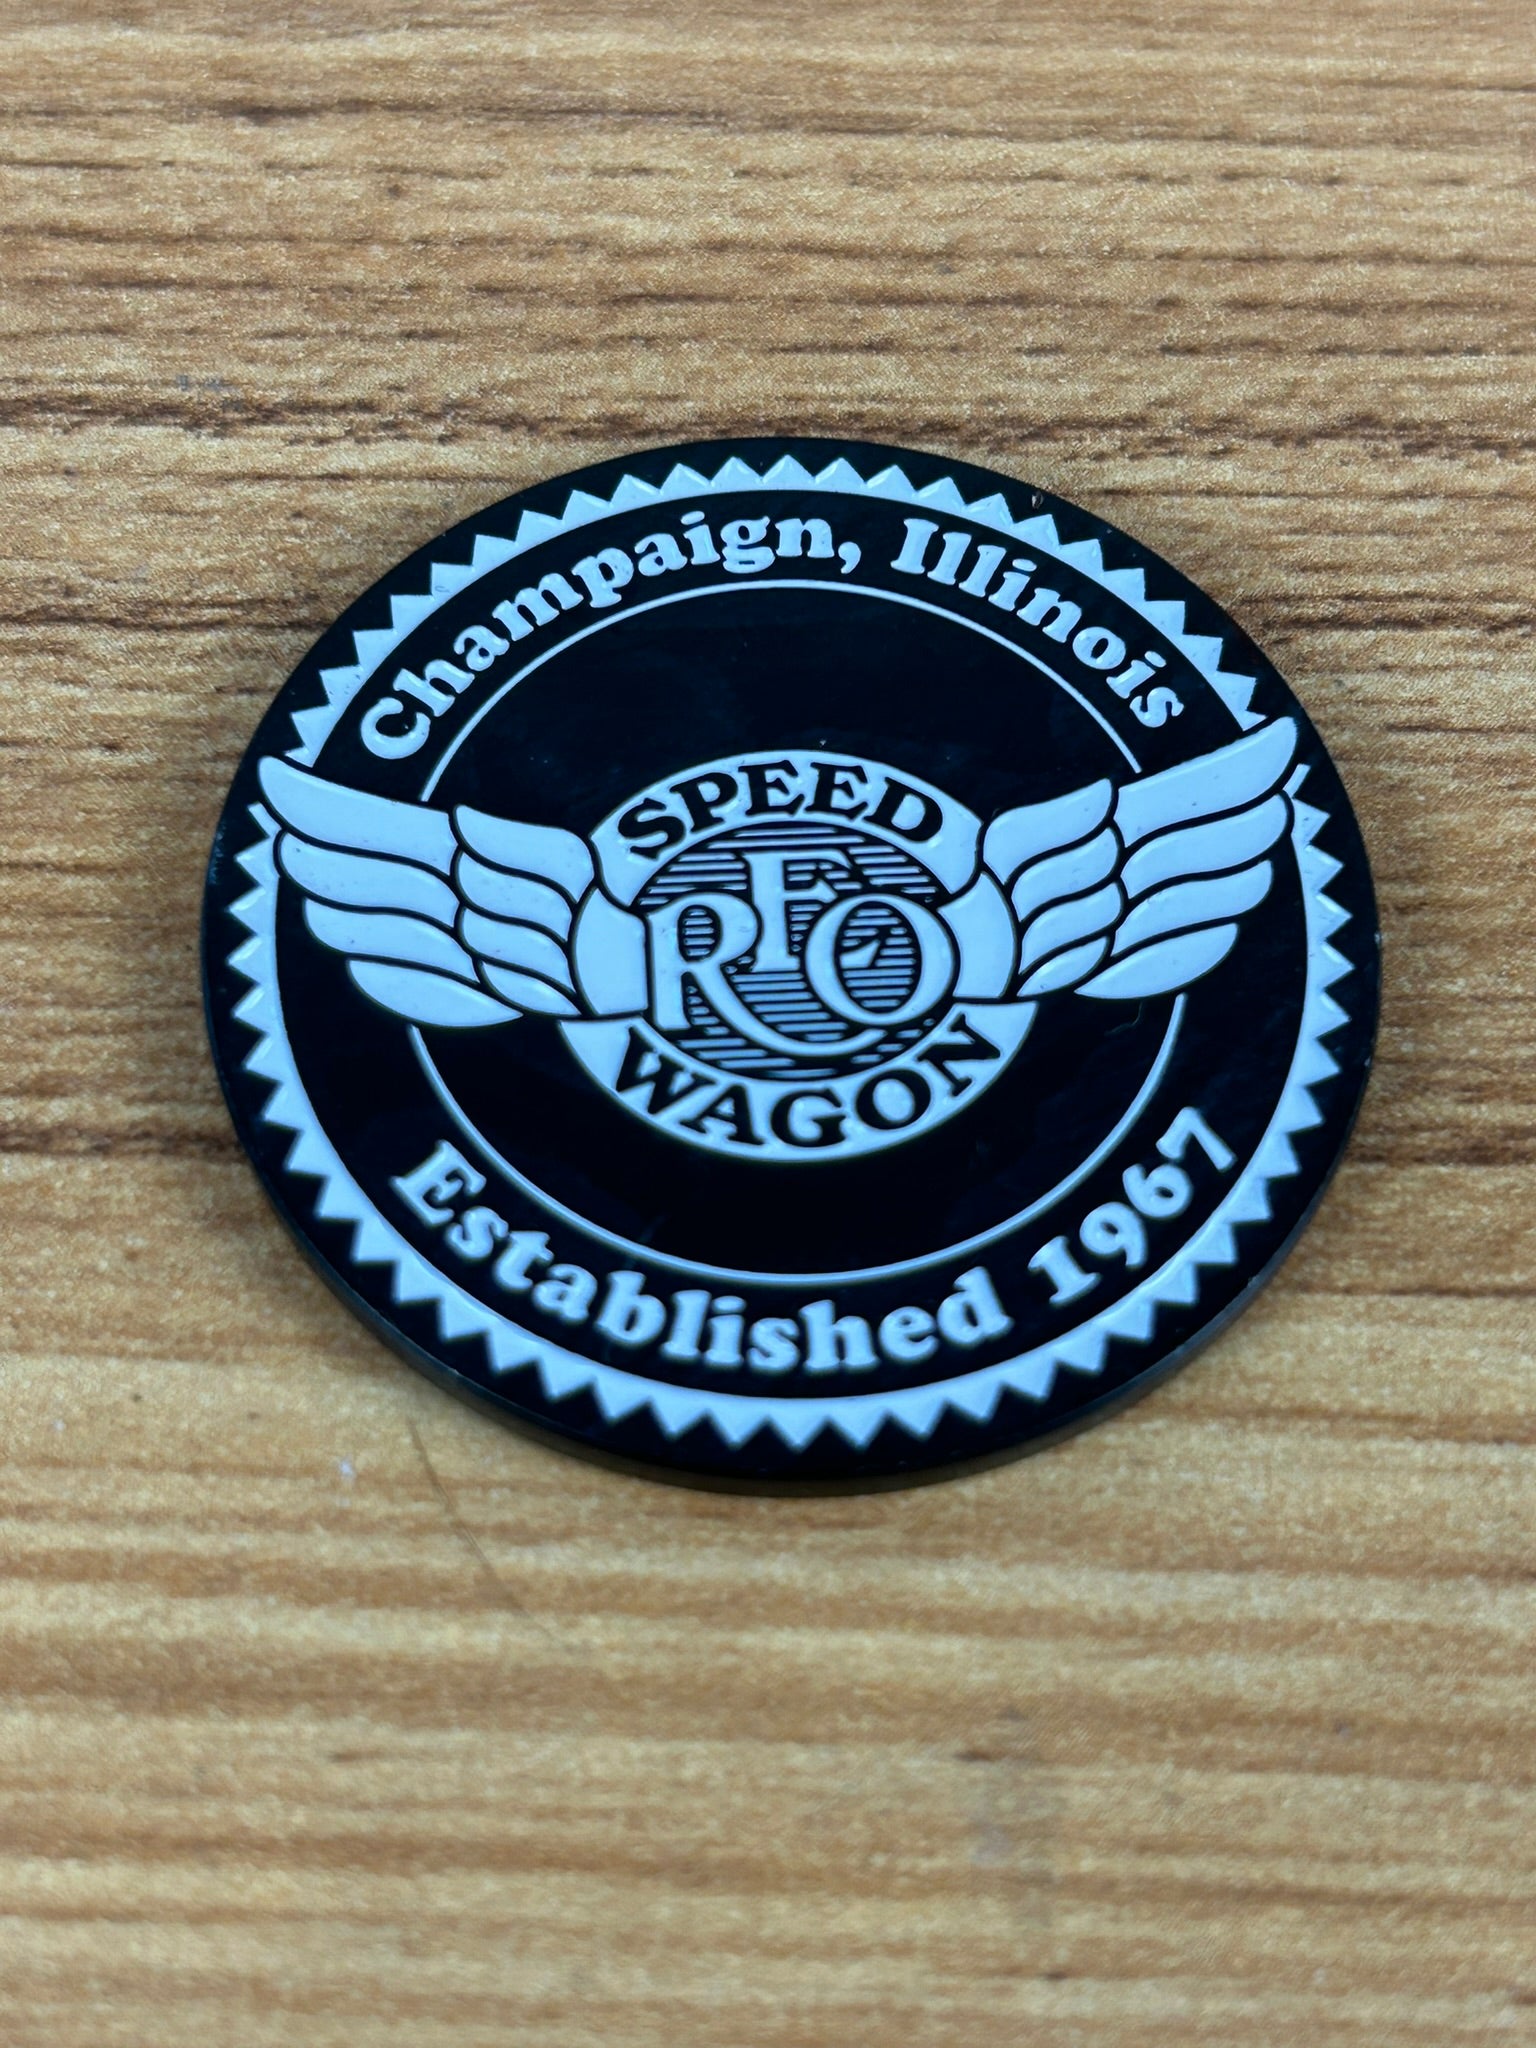 Champaign, Illinois
SPEED
REO
WAGON
Established 1967